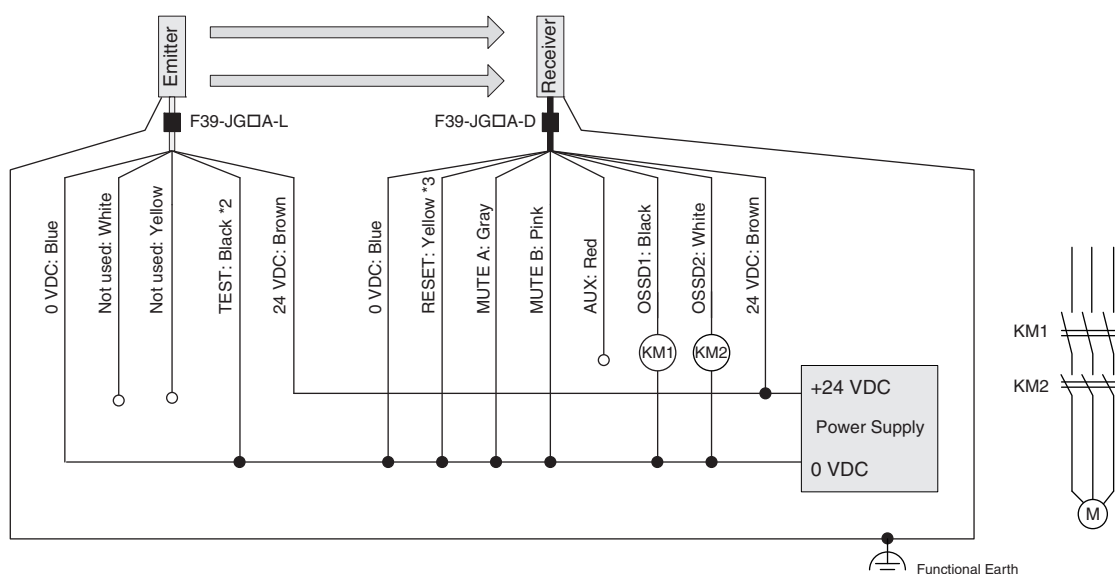 Emitter
Receiver
F39-JG□A-L
F39-JG□A-D
0 VDC: Blue
Not used: White
Not used: Yellow
TEST: Black *2
24 VDC: Brown
0 VDC: Blue
RESET: Yellow *3
MUTE A: Gray
MUTE B: Pink
AUX: Red
OSSD1: Black
OSSD2: White
24 VDC: Brown
KM1
KM2
+24 VDC
Power Supply
0 VDC
KM1
KM2
M
Functional Earth